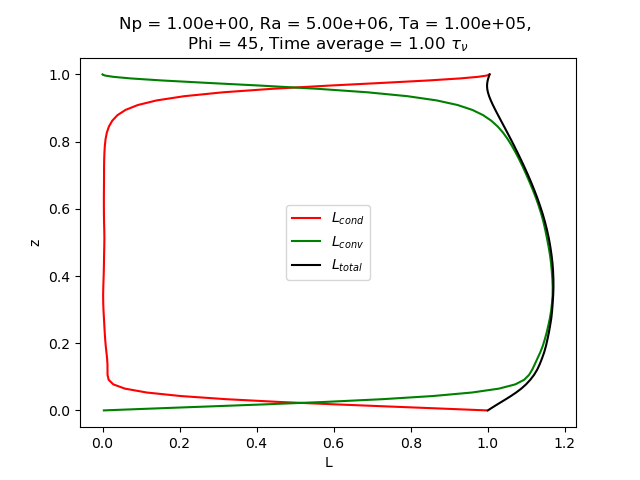 Np = 1.00e+00, Ra = 5.00e+06, Ta = 1.00e+05,
Phi = 45, Time average = 1.00 τν
1.0
0.8
0.6
0.4
0.2
0.0
z
Lcond
Lconv
Ltotal
0.0 0.2 0.4 0.6 0.8 1.0 1.2
L